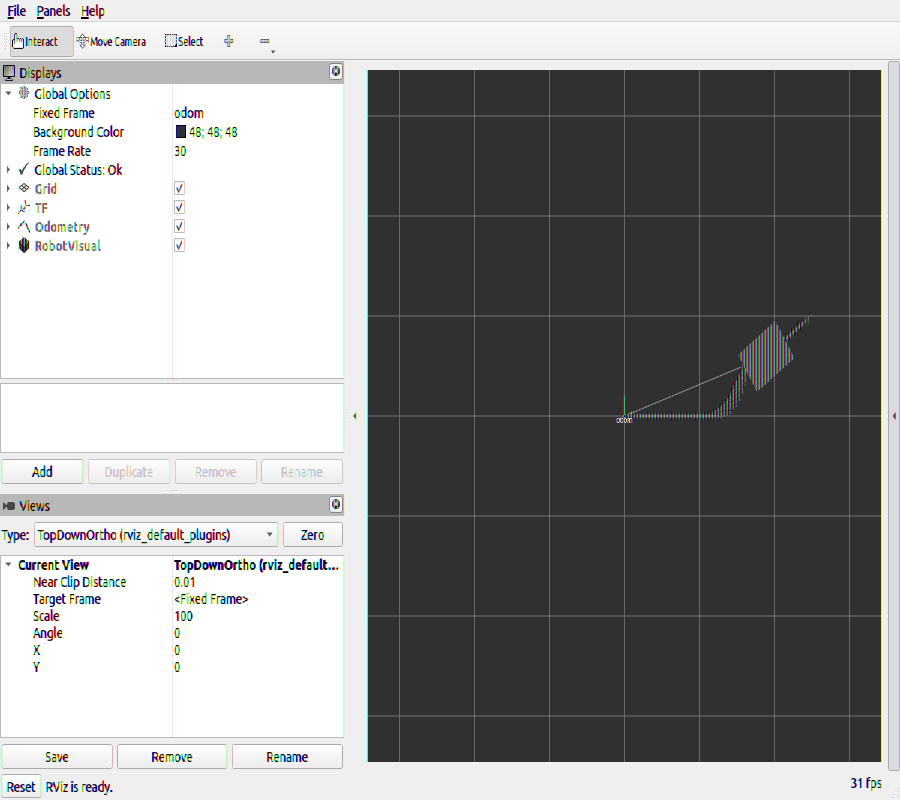 File Panels Help
Interact Move Camera Select
Displays
Global Options
Fixed Frame odom
Background Color 48; 48; 48
Frame Rate 30
Global Status: Ok
Grid
TF
Odometry
RobotVisual
Add Duplicate Remove Rename
Views
Type: TopDownOrtho (rviz_default_plugins) Zero
Current View TopDownOrtho (rviz_default...
Near Clip Distance 0.01
Target Frame <Fixed Frame>
Scale 100
Angle 0
X 0
Y 0
Save Remove Rename
Reset RViz is ready.
odom
31 fps